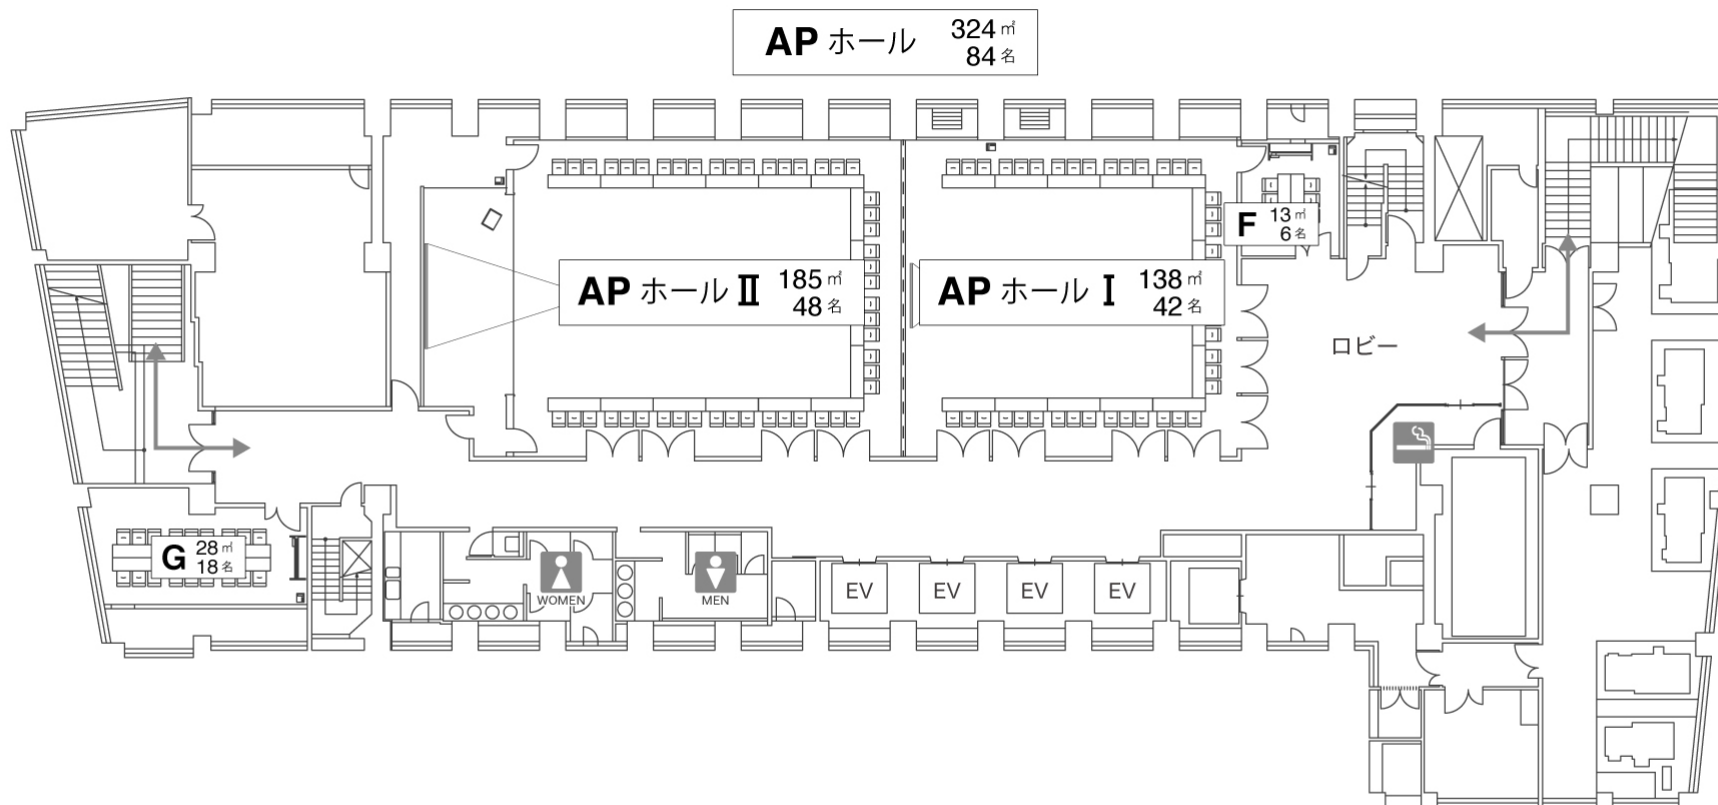 AP ホール 324㎡
84名
AP ホール Ⅱ 185㎡
48名
AP ホール Ⅰ 138㎡
42名
F 13㎡
6名
ロビー
G 28㎡
18名
WOMEN
MEN
EV
EV
EV
EV